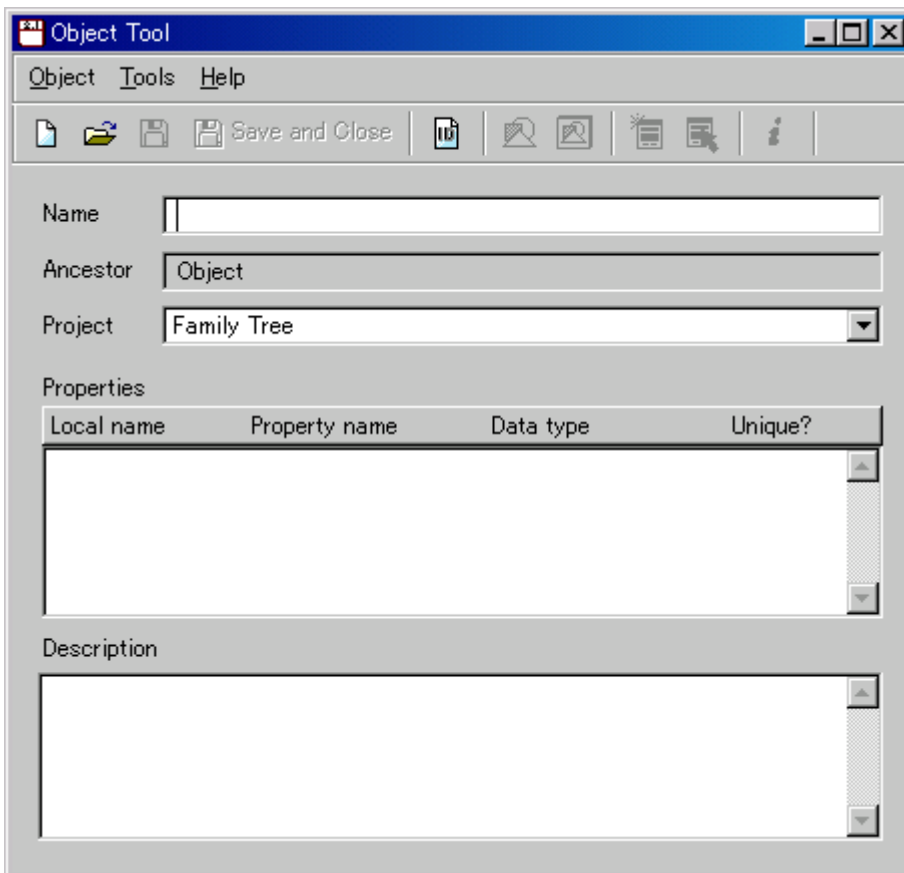 Object Tool
Object Tools Help
Save and Close
Name
Ancestor Object
Project Family Tree
Properties
Local name Property name Data type Unique?
Description